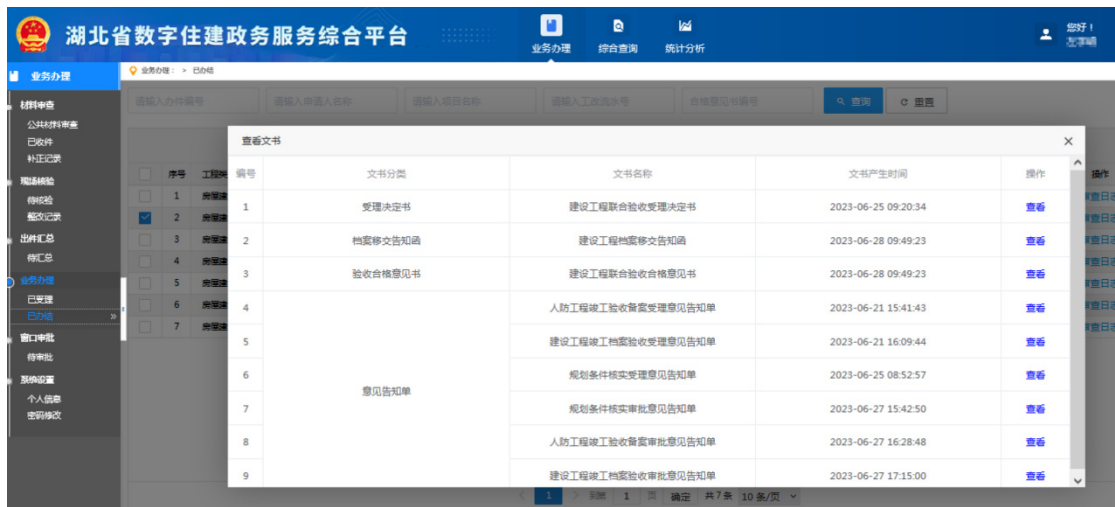 湖北省数字住建政务服务综合平台
业务办理
综合查询
统计分析
您好！
业务办理
业务办理： > 已办结
材料审查
公共材料审查
已收件
补正记录
现场核验
待核验
整改记录
出件汇总
待汇总
业务办理
已受理
已办结 »
窗口审批
待审批
系统设置
个人信息
密码修改
请输入办件编号 请输入申请人名称 请输入项目名称 请输入工改流水号 合格意见书编号 查询 重置
查看文书 ×
序号 操作
1
2
3
4
5
6
7
编号 文书分类 文书名称 文书产生时间 操作
1 受理决定书 建设工程联合验收受理决定书 2023-06-25 09:20:34 查看
2 档案移交告知函 建设工程档案移交告知函 2023-06-28 09:49:23 查看
3 验收合格意见书 建设工程联合验收合格意见书 2023-06-28 09:49:23 查看
4 人防工程竣工验收备案受理意见告知单 2023-06-21 15:41:43 查看
5 建设工程竣工档案验收受理意见告知单 2023-06-21 16:09:44 查看
6 规划条件核实受理意见告知单 2023-06-25 08:52:57 查看
意见告知单
7 规划条件核实审批意见告知单 2023-06-27 15:42:50 查看
8 人防工程竣工验收备案审批意见告知单 2023-06-27 16:28:48 查看
9 建设工程竣工档案验收审批意见告知单 2023-06-27 17:15:00 查看
< 1 > 到第 1 页 确定 共7条 10 条/页